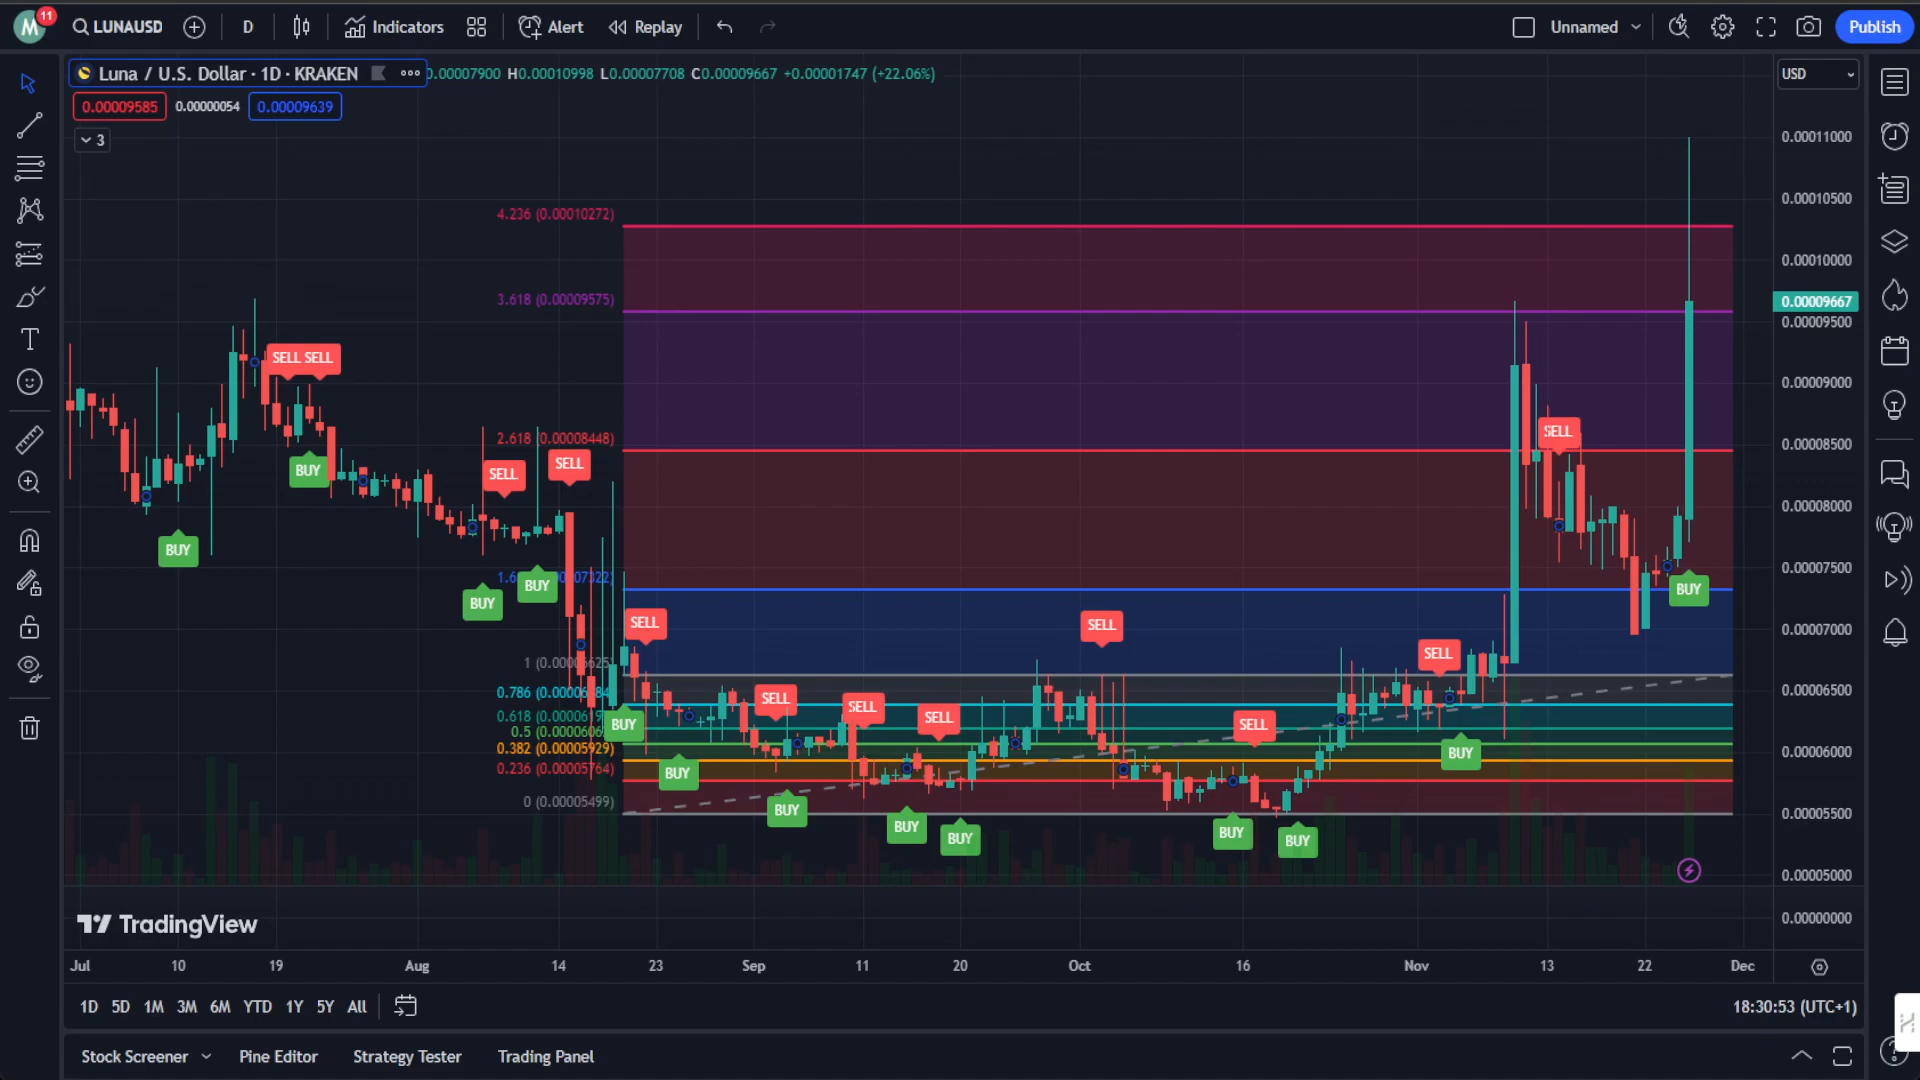 M 11 LUNAUSD D Indicators Alert Replay Unnamed Publish
Luna / U.S. Dollar · 1D · KRAKEN ••• 0.00007900 H0.00010998 L0.00007708 C0.00009667 +0.00001747 (+22.06%) USD
0.00009585 0.00000054 0.00009639
3
0.00011000
0.00010500
4.236 (0.00010272)
0.00010000
3.618 (0.00009575)
0.00009667
0.00009500
SELL SELL
0.00009000
SELL
2.618 (0.00008448)
0.00008500
SELL
BUY
SELL
0.00008000
BUY
0.00007500
BUY
BUY
BUY
SELL
SELL
0.00007000
SELL
0.00006500
0.786
SELL
SELL
SELL
SELL
BUY
0.382 (0.00005929)
0.00006000
BUY
0.236 (0.00005764)
BUY
0 (0.00005499)
0.00005500
BUY
BUY
BUY
BUY
BUY
0.00005000
0.00000000
TradingView
Jul 10 19 Aug 14 23 Sep 11 20 Oct 16 Nov 13 22 Dec
1D 5D 1M 3M 6M YTD 1Y 5Y All 18:30:53 (UTC+1)
Stock Screener Pine Editor Strategy Tester Trading Panel